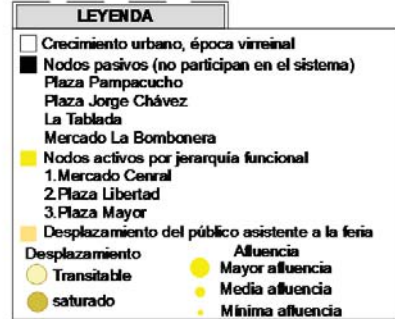 LEYENDA
Crecimiento urbano, época virreinal
Nodos pasivos (no participan en el sistema)
Plaza Pampacucho
Plaza Jorge Chávez
La Tablada
Mercado La Bombonera
Nodos activos por jerarquía funcional
1.Mercado Cenral
2.Plaza Libertad
3.Plaza Mayor
Desplazamiento del público asistente a la feria
Desplazamiento
Transitable
saturado
Afluencia
Mayor afluencia
Media afluencia
Mínima afluencia